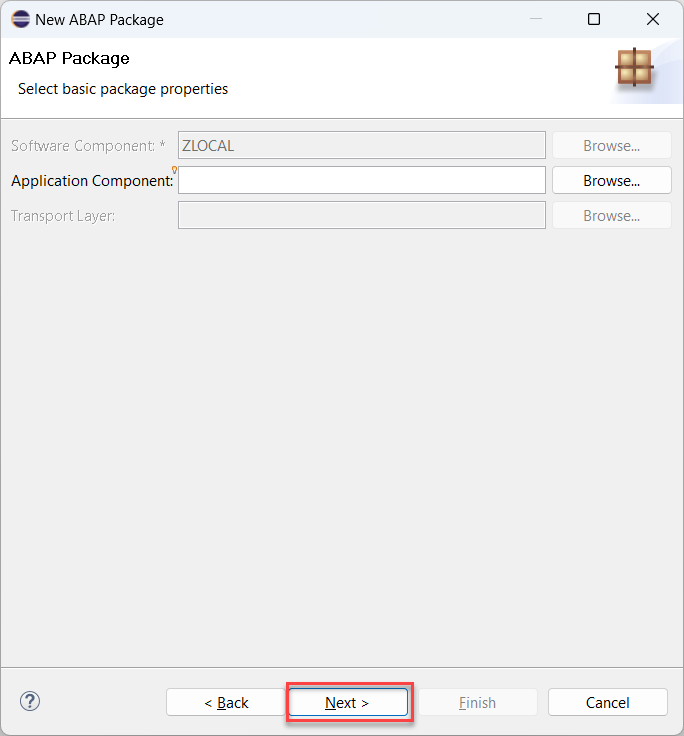 New ABAP Package
ABAP Package
Select basic package properties
Software Component: * ZLOCAL Browse...
Application Component: Browse...
Transport Layer: Browse...
? < Back Next > Finish Cancel